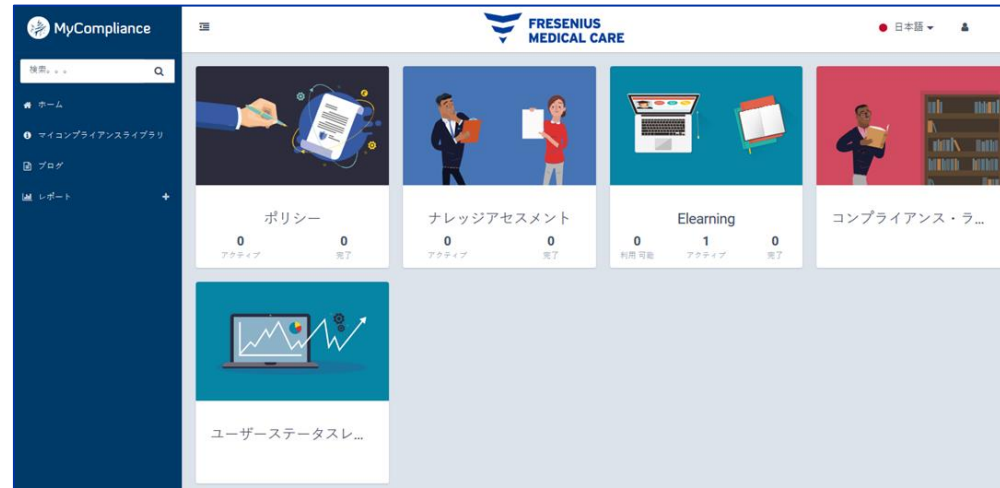 MyCompliance
FRESENIUS
MEDICAL CARE
日本語
検索。。。
ホーム
マイコンプライアンスライブラリ
ブログ
レポート
ポリシー
0 0
アクティブ 完了
ナレッジアセスメント
0 0
アクティブ 完了
Elearning
0 1 0
利用可能 アクティブ 完了
コンプライアンス・ラ...
ユーザーステータスレ...